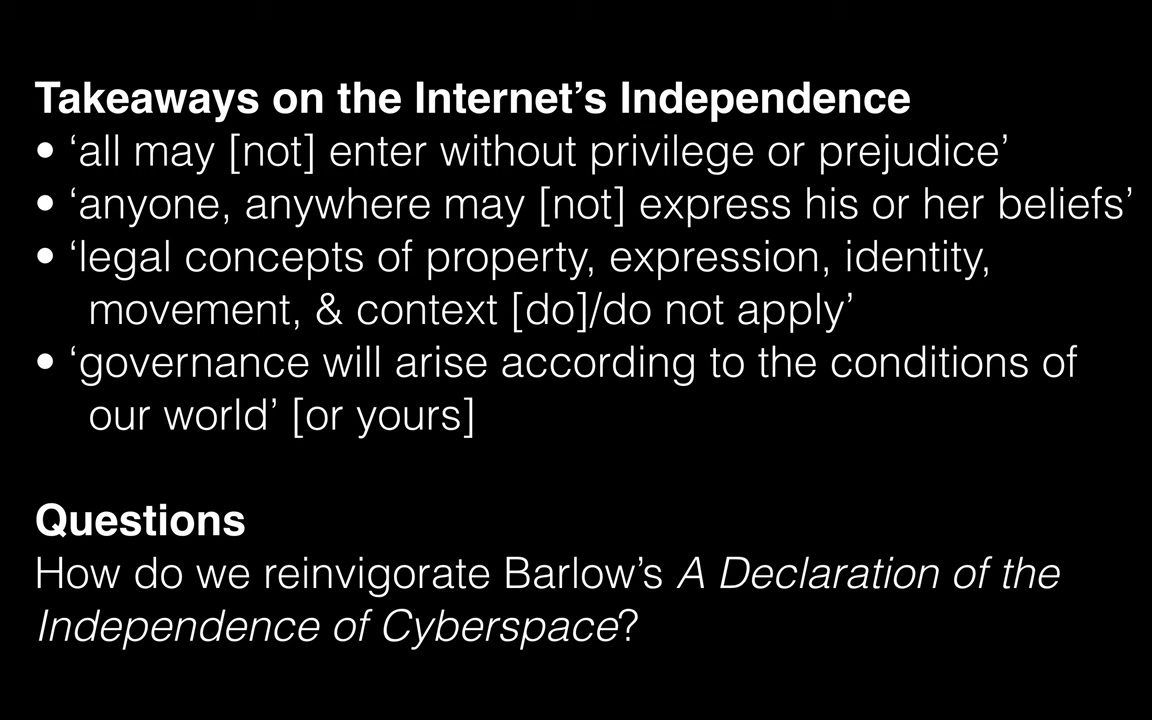 Takeaways on the Internet’s Independence
• ‘all may [not] enter without privilege or prejudice’
• ‘anyone, anywhere may [not] express his or her beliefs’
• ‘legal concepts of property, expression, identity,
movement, & context [do]/do not apply’
• ‘governance will arise according to the conditions of
our world’ [or yours]
Questions
How do we reinvigorate Barlow’s A Declaration of the
Independence of Cyberspace?